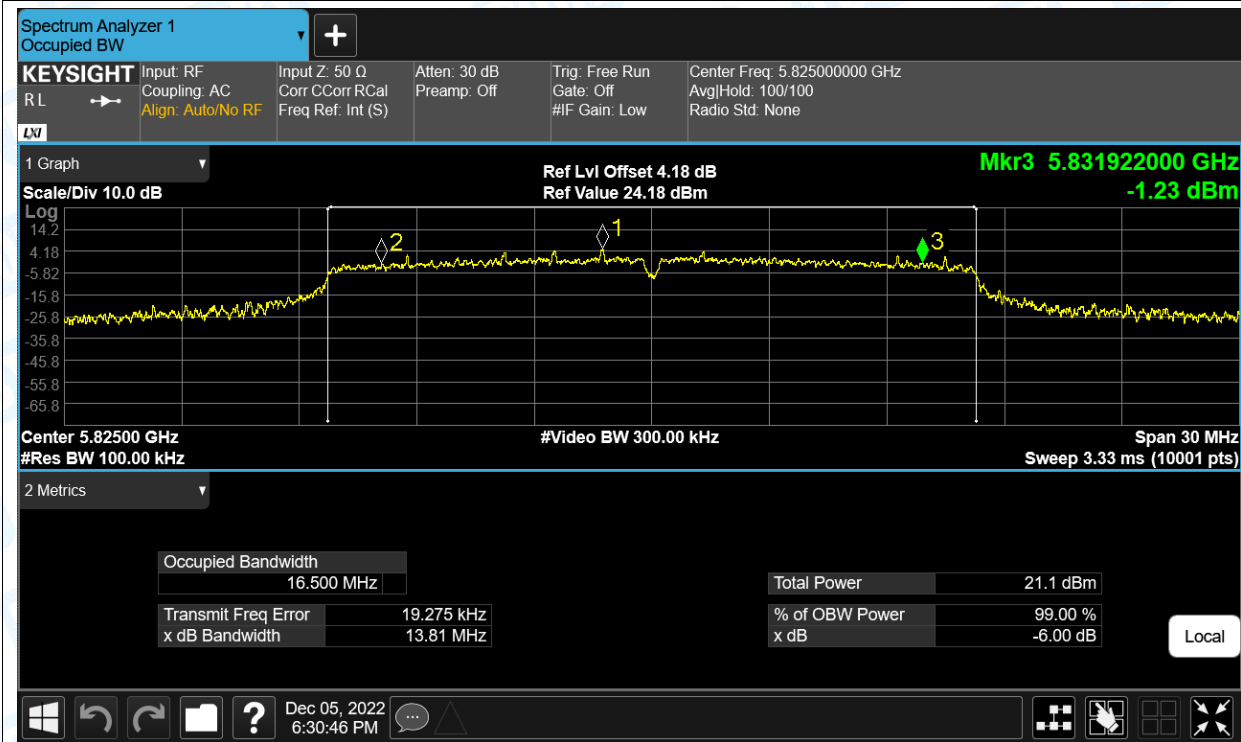 Spectrum Analyzer 1
Occupied BW
+
KEYSIGHT
R L
LXI
Input: RF
Coupling: AC
Align: Auto/No RF
Input Z: 50 Ω
Corr CCorr RCal
Freq Ref: Int (S)
Atten: 30 dB
Preamp: Off
Trig: Free Run
Gate: Off
#IF Gain: Low
Center Freq: 5.825000000 GHz
Avg|Hold: 100/100
Radio Std: None
1 Graph
Scale/Div 10.0 dB
Ref Lvl Offset 4.18 dB
Ref Value 24.18 dBm
Mkr3 5.831922000 GHz
-1.23 dBm
Log
14.2
4.18
-5.82
-15.8
-25.8
-35.8
-45.8
-55.8
-65.8
2
1
3
Center 5.82500 GHz
#Res BW 100.00 kHz
#Video BW 300.00 kHz
Span 30 MHz
Sweep 3.33 ms (10001 pts)
2 Metrics
Occupied Bandwidth
16.500 MHz
Transmit Freq Error 19.275 kHz
x dB Bandwidth 13.81 MHz
Total Power 21.1 dBm
% of OBW Power 99.00 %
x dB -6.00 dB
Local
?
Dec 05, 2022
6:30:46 PM